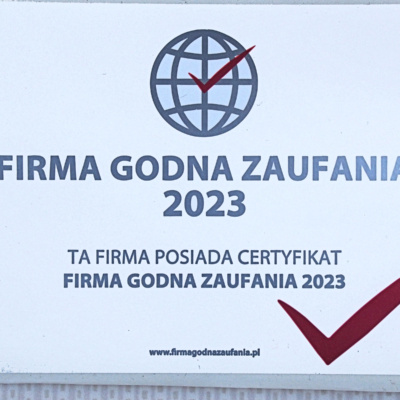 FIRMA GODNA ZAUFANIA
2023
TA FIRMA POSIADA CERTYFIKAT
FIRMA GODNA ZAUFANIA 2023
www.firmagodnazaufania.pl